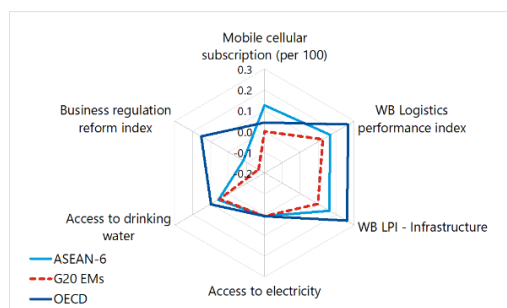 Mobile cellular
subscription (per 100)
0.3
0.2
0.1
0.0
-0.1
-0.2
WB Logistics
performance index
WB LPI - Infrastructure
Access to electricity
Access to drinking
water
Business regulation
reform index
ASEAN-6
G20 EMs
OECD